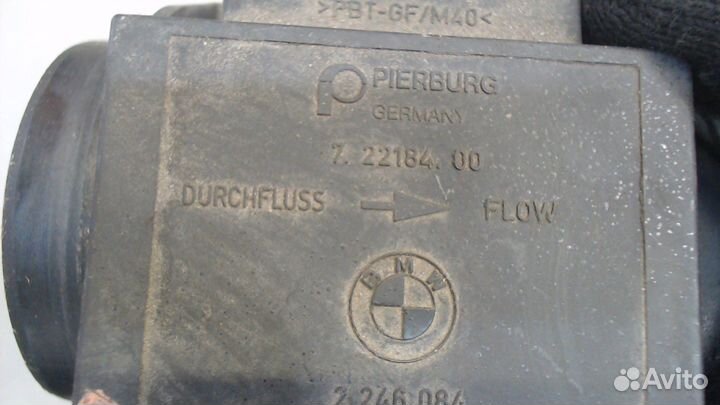 >PBT-GF/M40<
PIERBURG
GERMANY
7. 22184. 00
DURCHFLUSS FLOW
BMW
2 246 084
Avito